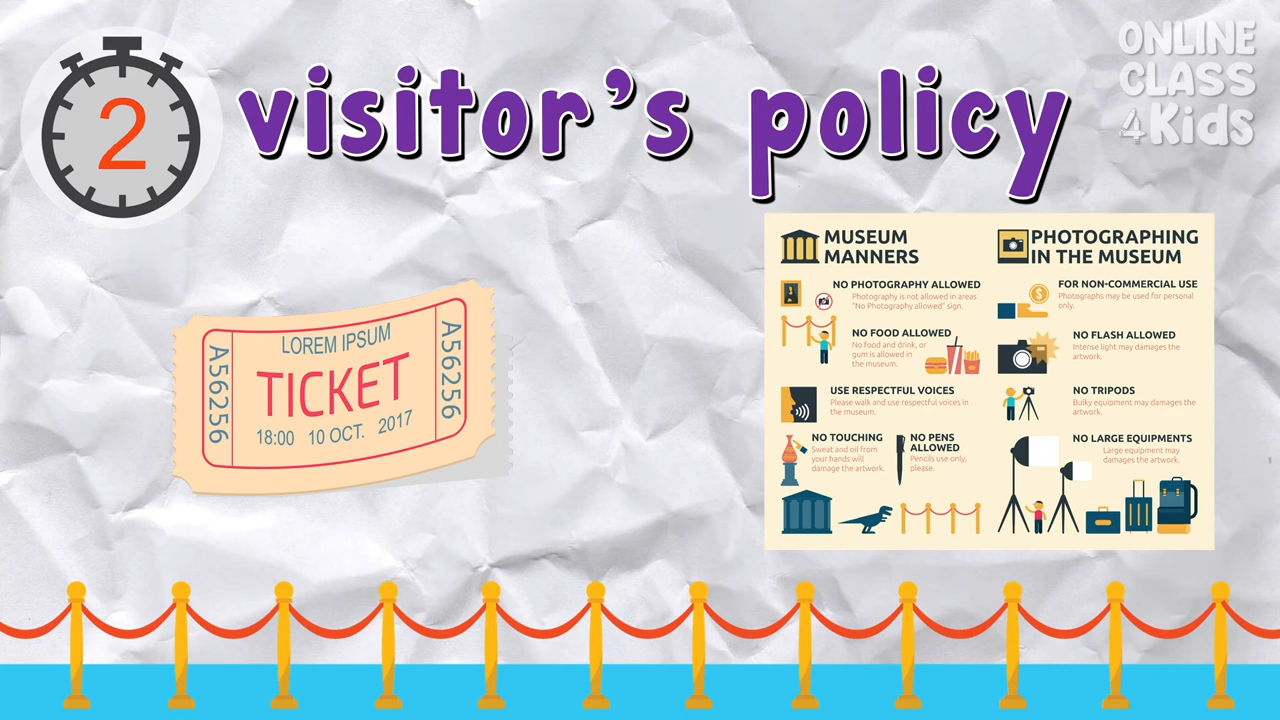 2
visitor's policy
ONLINE
CLASS
4Kids
LOREM IPSUM
TICKET
18:00 10 OCT. 2017
A56256
A56256
MUSEUM
MANNERS
NO PHOTOGRAPHY ALLOWED
Photography is not allowed in areas
"No Photography allowed" sign.
NO FOOD ALLOWED
No food and drink, or
gum is allowed in
the museum.
USE RESPECTFUL VOICES
Please walk and use respectful voices in
the museum.
NO TOUCHING
Sweat and oil from
your hands will
damage the artwork.
NO PENS
ALLOWED
Pencils use only,
please.
PHOTOGRAPHING
IN THE MUSEUM
FOR NON-COMMERCIAL USE
Photographs may be used for personal
only.
NO FLASH ALLOWED
Intense light may damages the
artwork.
NO TRIPODS
Bulky equipment may damages the
artwork.
NO LARGE EQUIPMENTS
Large equipment may
damages the artwork.